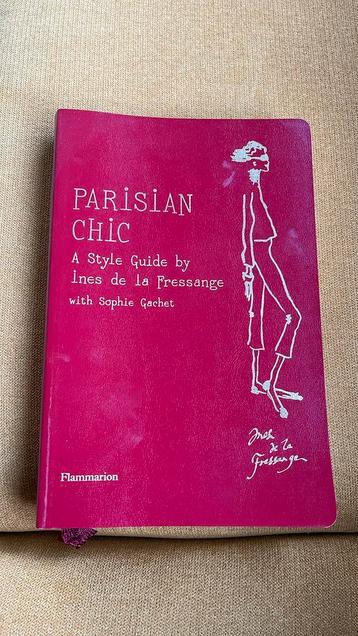 PARiSiAN
CHiC
A Style Guide by
Ines de la Fressange
with Sophie Gachet
Ines
de la
Fressange
Flammarion